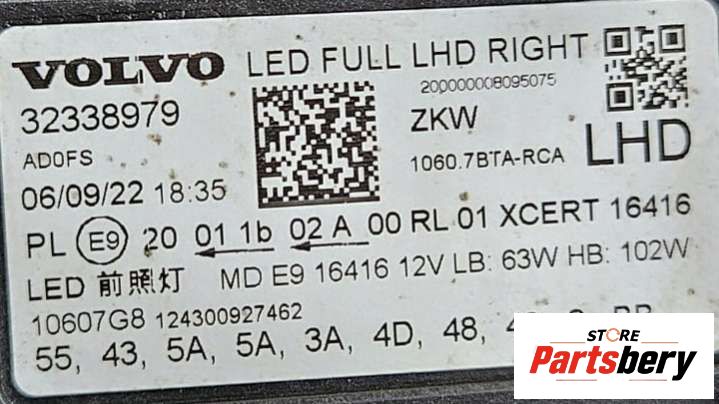 VOLVO LED FULL LHD RIGHT
200000008095075
32338979
ZKW
AD0FS
1060.7BTA-RCA LHD
06/09/22 18:35
PL E9 20 01 1b 02 A 00 RL 01 XCERT 16416
LED 前照灯 MD E9 16416 12V LB: 63W HB: 102W
10607G8 124300927462
55, 43, 5A, 5A, 3A, 4D, 48,
STORE
Partsbery